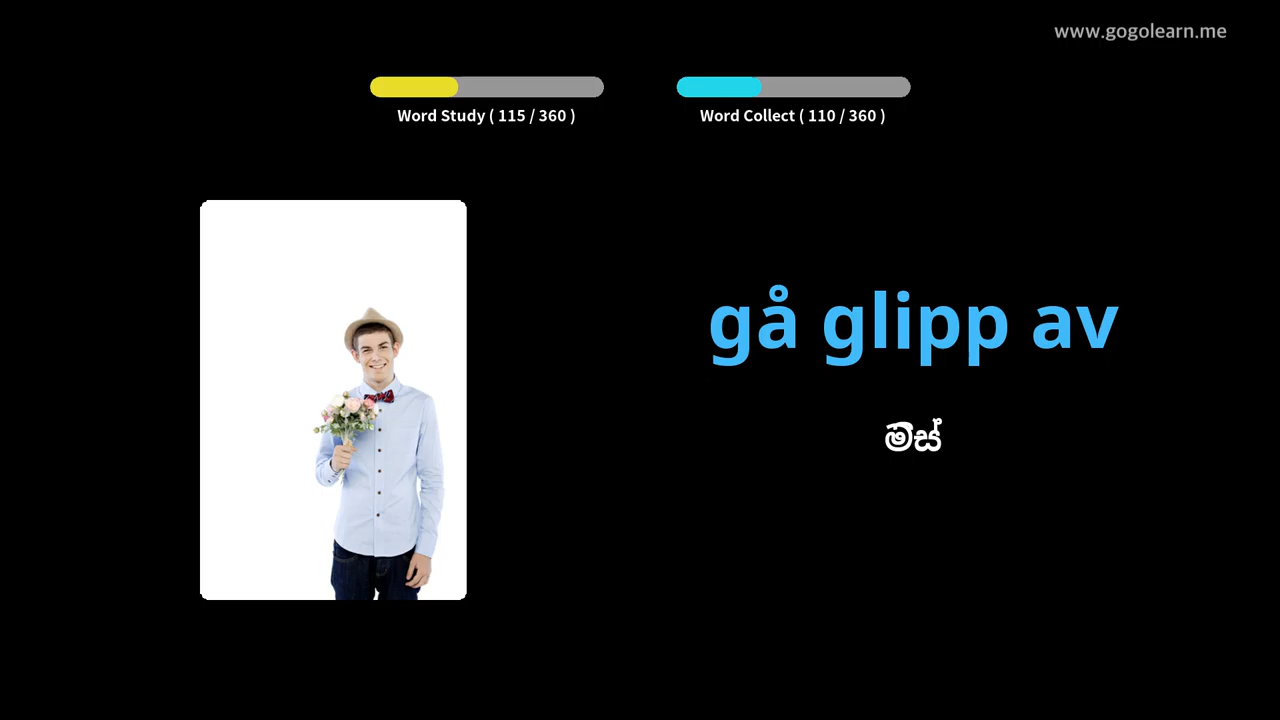 www.gogolearn.me
Word Study ( 115 / 360 )
Word Collect ( 110 / 360 )
gå glipp av
මිස්